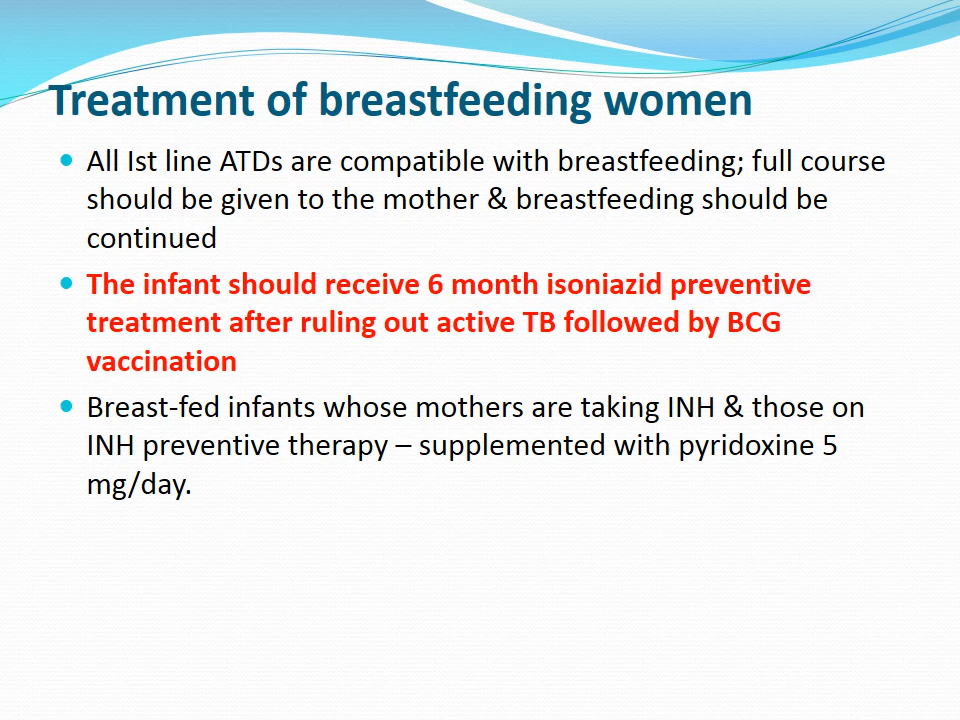 Treatment of breastfeeding women
• All Ist line ATDs are compatible with breastfeeding; full course
should be given to the mother & breastfeeding should be
continued
• The infant should receive 6 month isoniazid preventive
treatment after ruling out active TB followed by BCG
vaccination
• Breast-fed infants whose mothers are taking INH & those on
INH preventive therapy – supplemented with pyridoxine 5
mg/day.